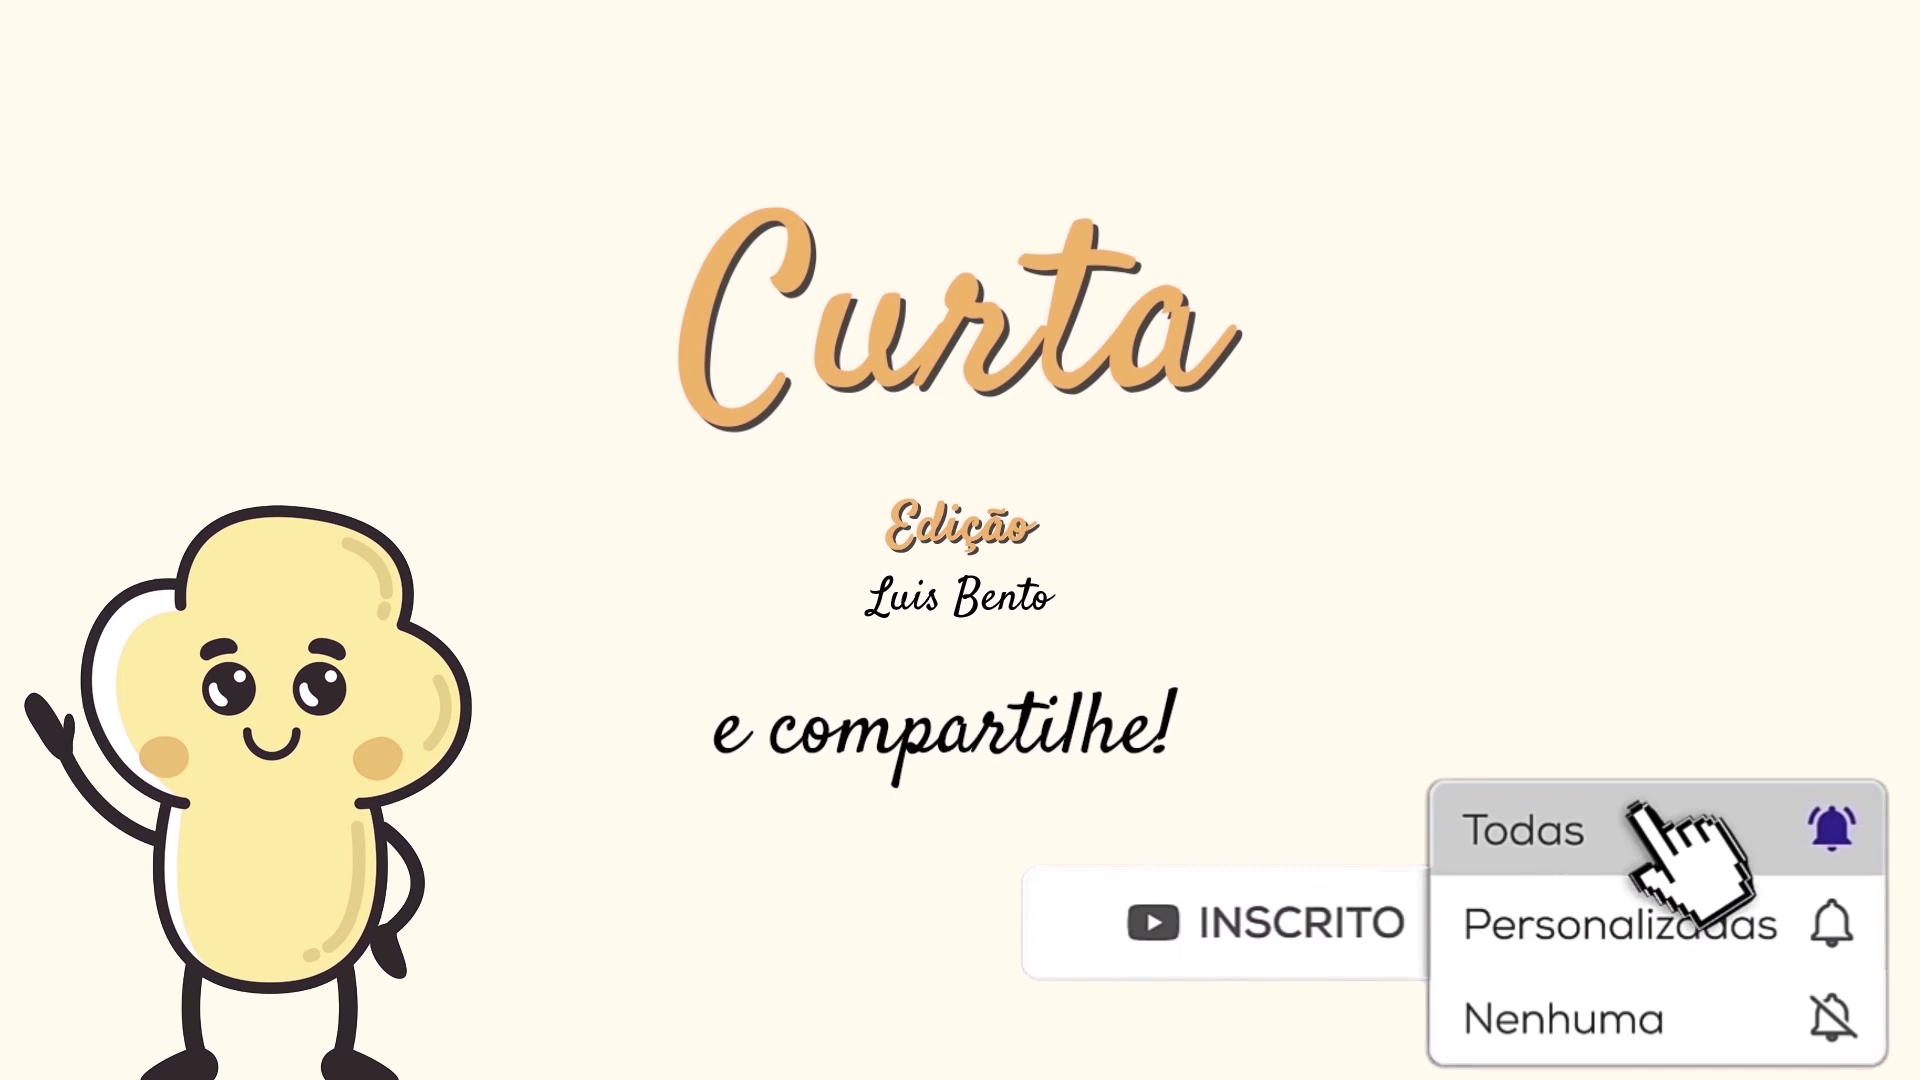 Curta
Edição
Luis Bento
e compartilhe!
Todas
INSCRITO
Personalizadas
Nenhuma